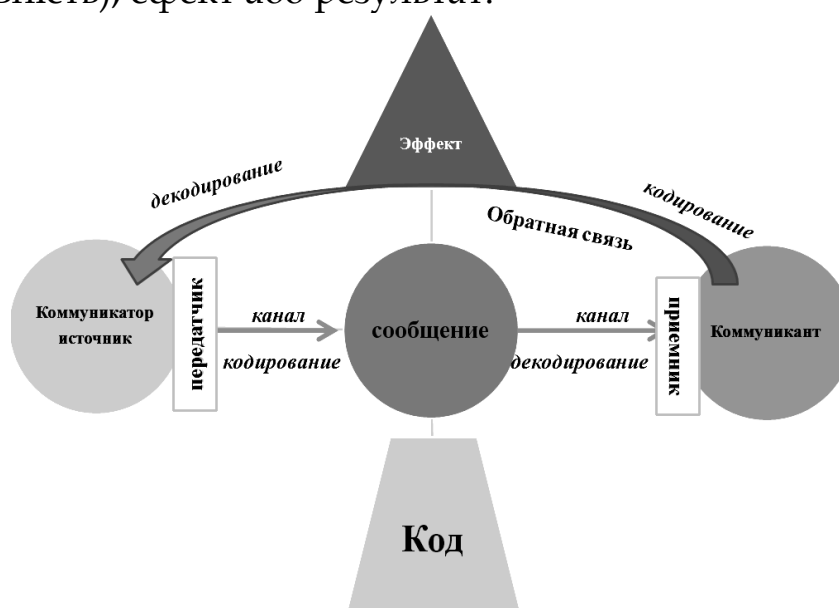 ефект або результат.
Эффект
декодирование
кодирование
Обратная связь
Коммуникатор
источник
передатчик
канал
кодирование
сообщение
канал
декодирование
приемник
Коммуникант
Код